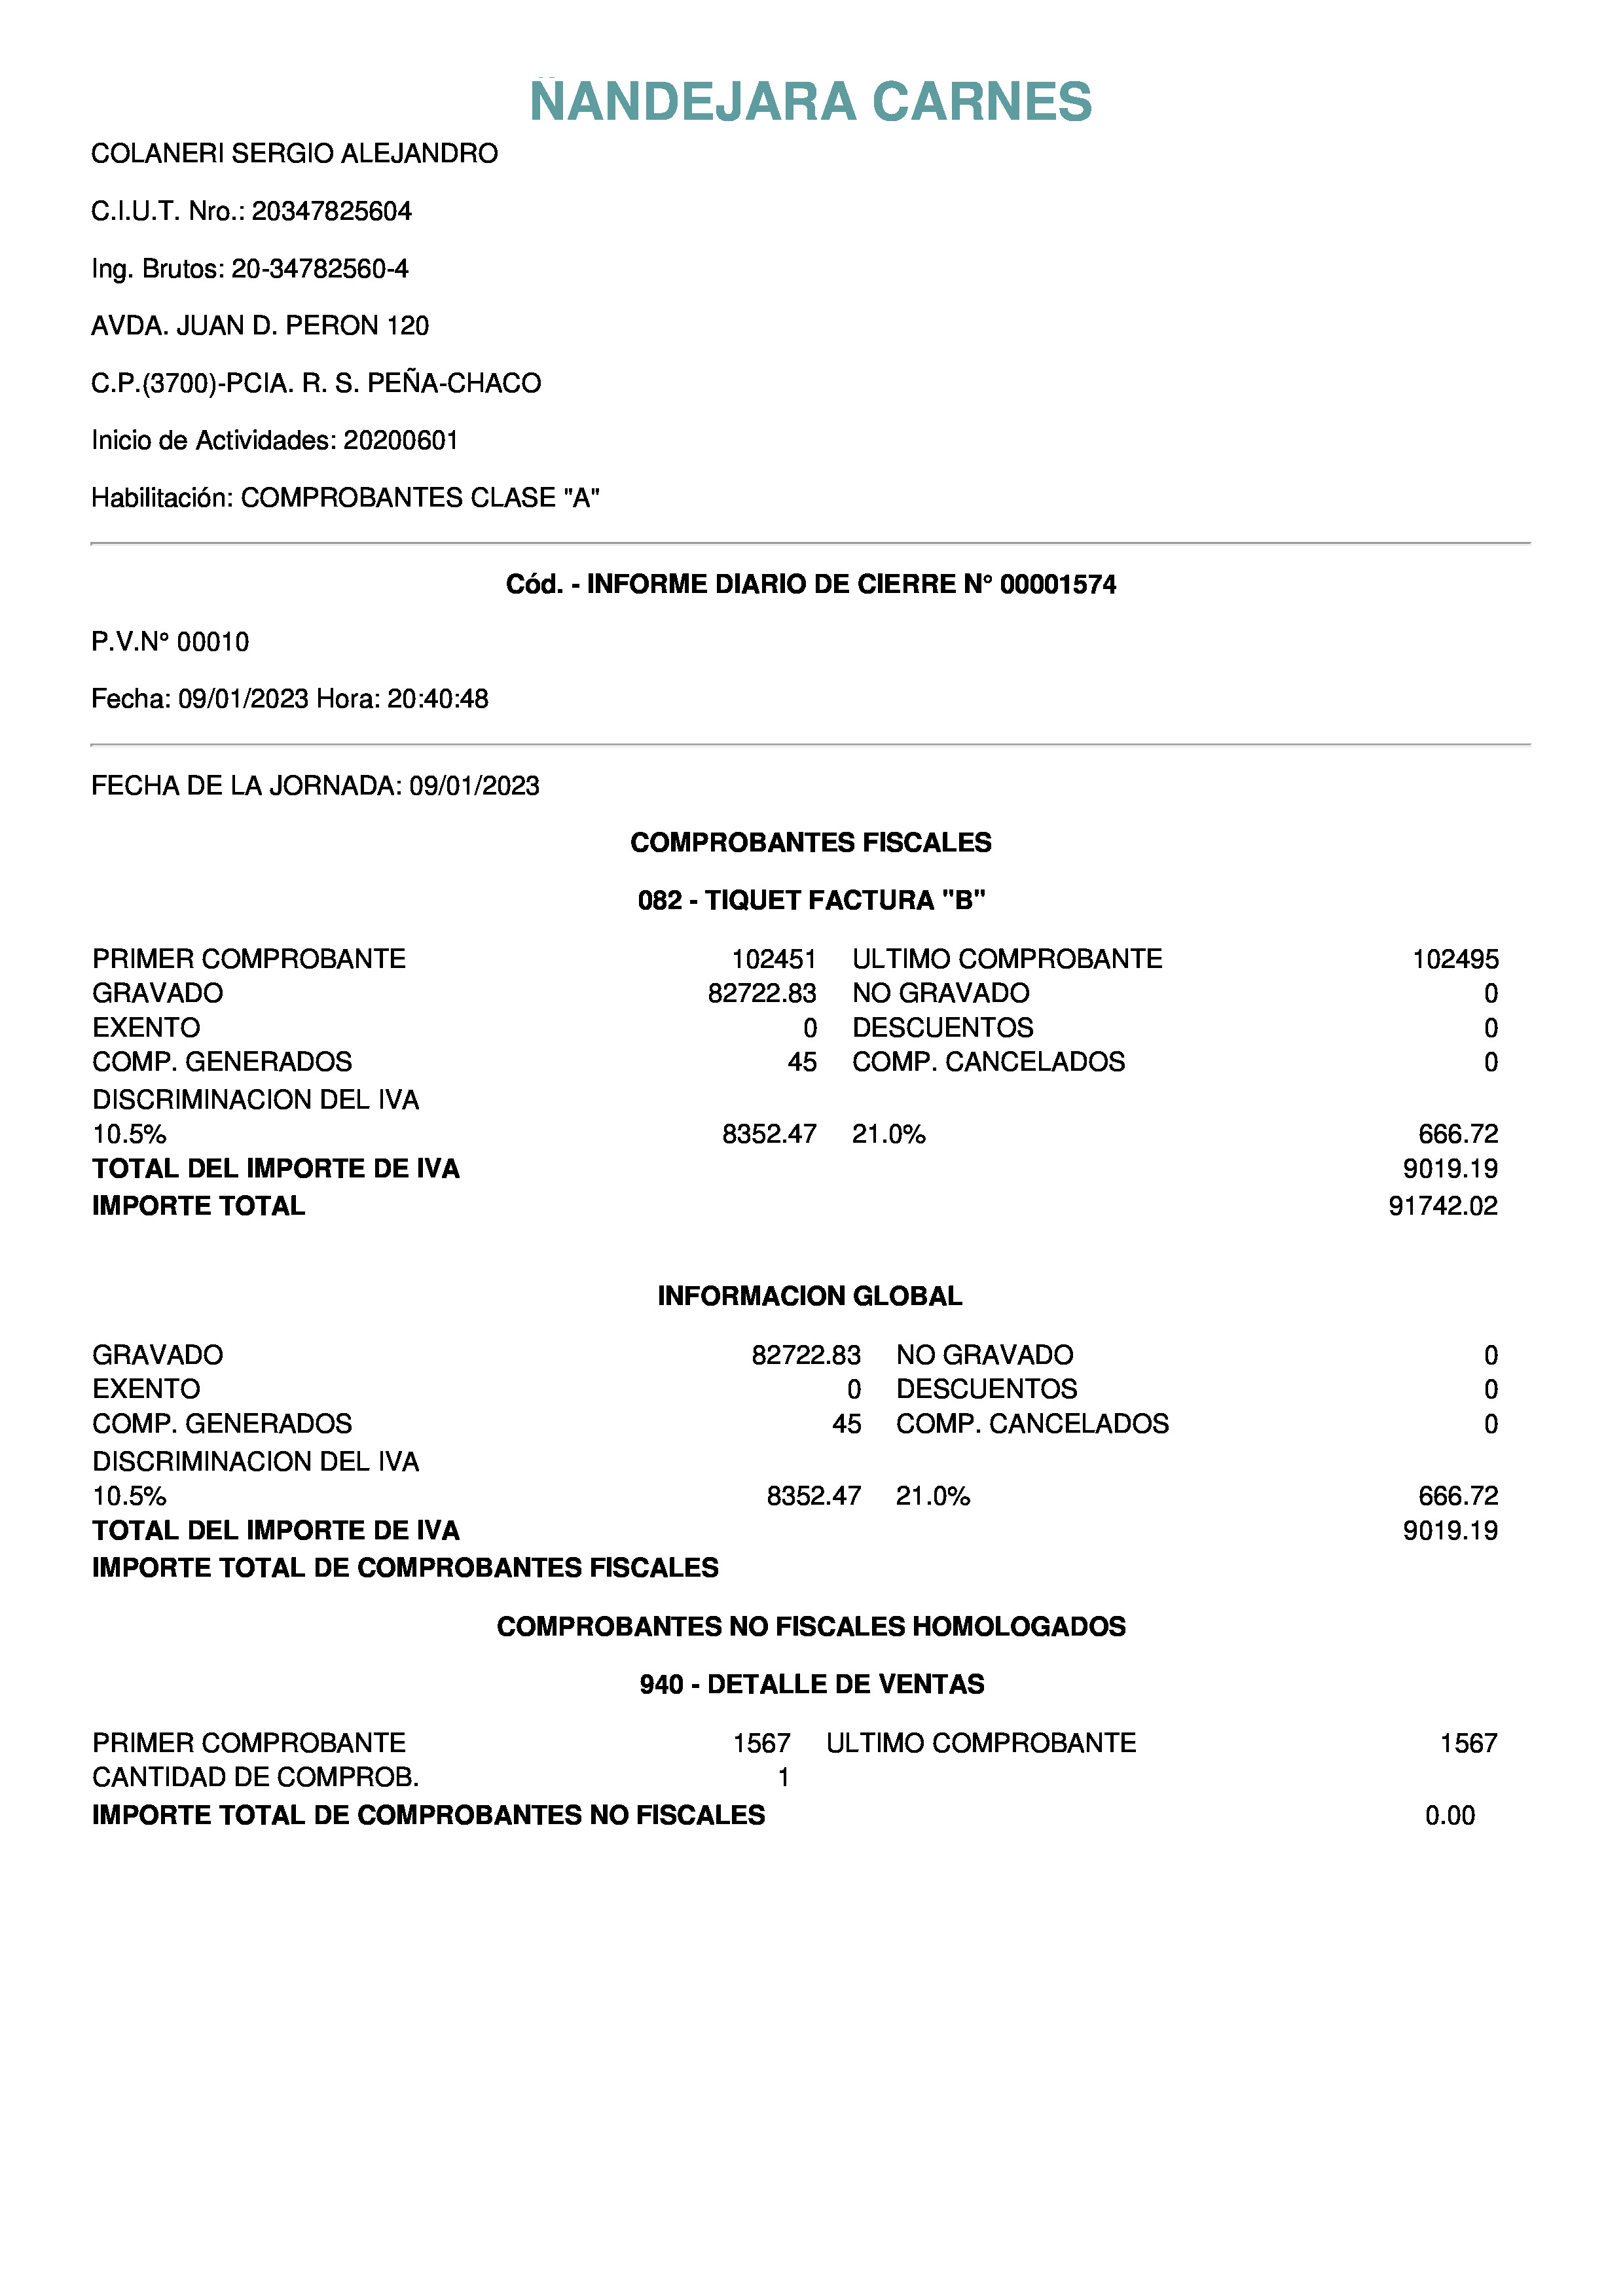 ÑANDEJARA CARNES
COLANERI SERGIO ALEJANDRO
C.I.U.T. Nro.: 20347825604
Ing. Brutos: 20-34782560-4
AVDA. JUAN D. PERON 120
C.P.(3700)-PCIA. R. S. PEÑA-CHACO
Inicio de Actividades: 20200601
Habilitación: COMPROBANTES CLASE "A"
Cód. - INFORME DIARIO DE CIERRE N° 00001574
P.V.N° 00010
Fecha: 09/01/2023 Hora: 20:40:48
FECHA DE LA JORNADA: 09/01/2023
COMPROBANTES FISCALES
082 - TIQUET FACTURA "B"
PRIMER COMPROBANTE 102451 ULTIMO COMPROBANTE 102495
GRAVADO 82722.83 NO GRAVADO 0
EXENTO 0 DESCUENTOS 0
COMP. GENERADOS 45 COMP. CANCELADOS 0
DISCRIMINACION DEL IVA
10.5% 8352.47 21.0% 666.72
TOTAL DEL IMPORTE DE IVA 9019.19
IMPORTE TOTAL 91742.02
INFORMACION GLOBAL
GRAVADO 82722.83 NO GRAVADO 0
EXENTO 0 DESCUENTOS 0
COMP. GENERADOS 45 COMP. CANCELADOS 0
DISCRIMINACION DEL IVA
10.5% 8352.47 21.0% 666.72
TOTAL DEL IMPORTE DE IVA 9019.19
IMPORTE TOTAL DE COMPROBANTES FISCALES
COMPROBANTES NO FISCALES HOMOLOGADOS
940 - DETALLE DE VENTAS
PRIMER COMPROBANTE 1567 ULTIMO COMPROBANTE 1567
CANTIDAD DE COMPROB. 1
IMPORTE TOTAL DE COMPROBANTES NO FISCALES 0.00